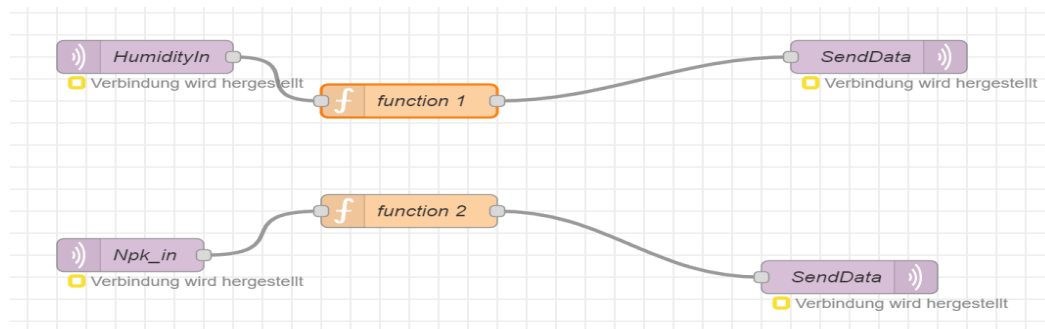 HumidityIn
Verbindung wird hergestellt
function 1
SendData
Verbindung wird hergestellt
function 2
Npk_in
Verbindung wird hergestellt
SendData
Verbindung wird hergestellt